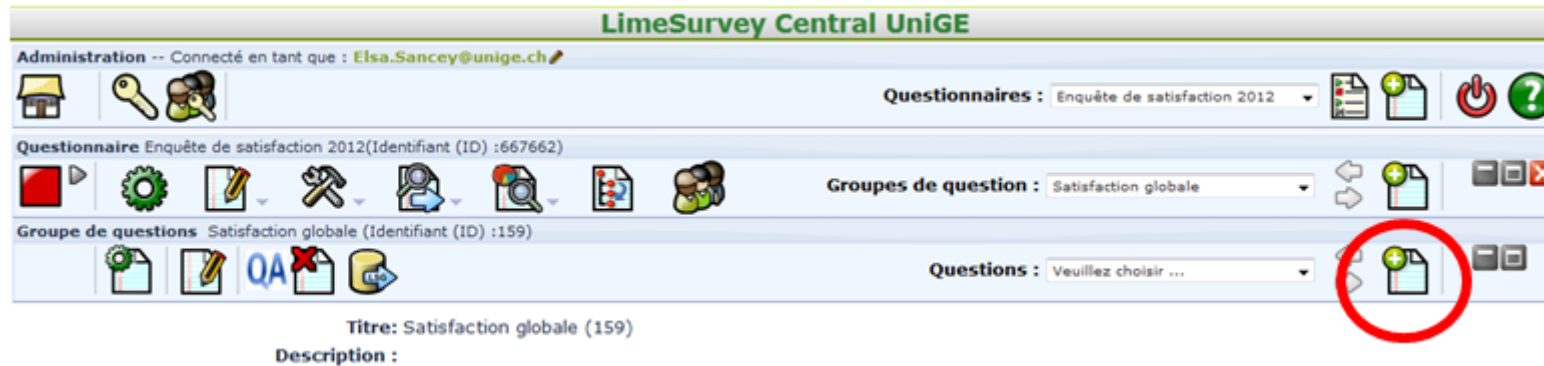 LimeSurvey Central UniGE
Administration -- Connecté en tant que : Elsa.Sancey@unige.ch
Questionnaires : Enquête de satisfaction 2012
?
Questionnaire Enquête de satisfaction 2012(Identifiant (ID) :667662)
Groupes de question : Satisfaction globale
Groupe de questions Satisfaction globale (Identifiant (ID) :159)
QA LSG Questions : Veuillez choisir ...
Titre: Satisfaction globale (159)
Description :